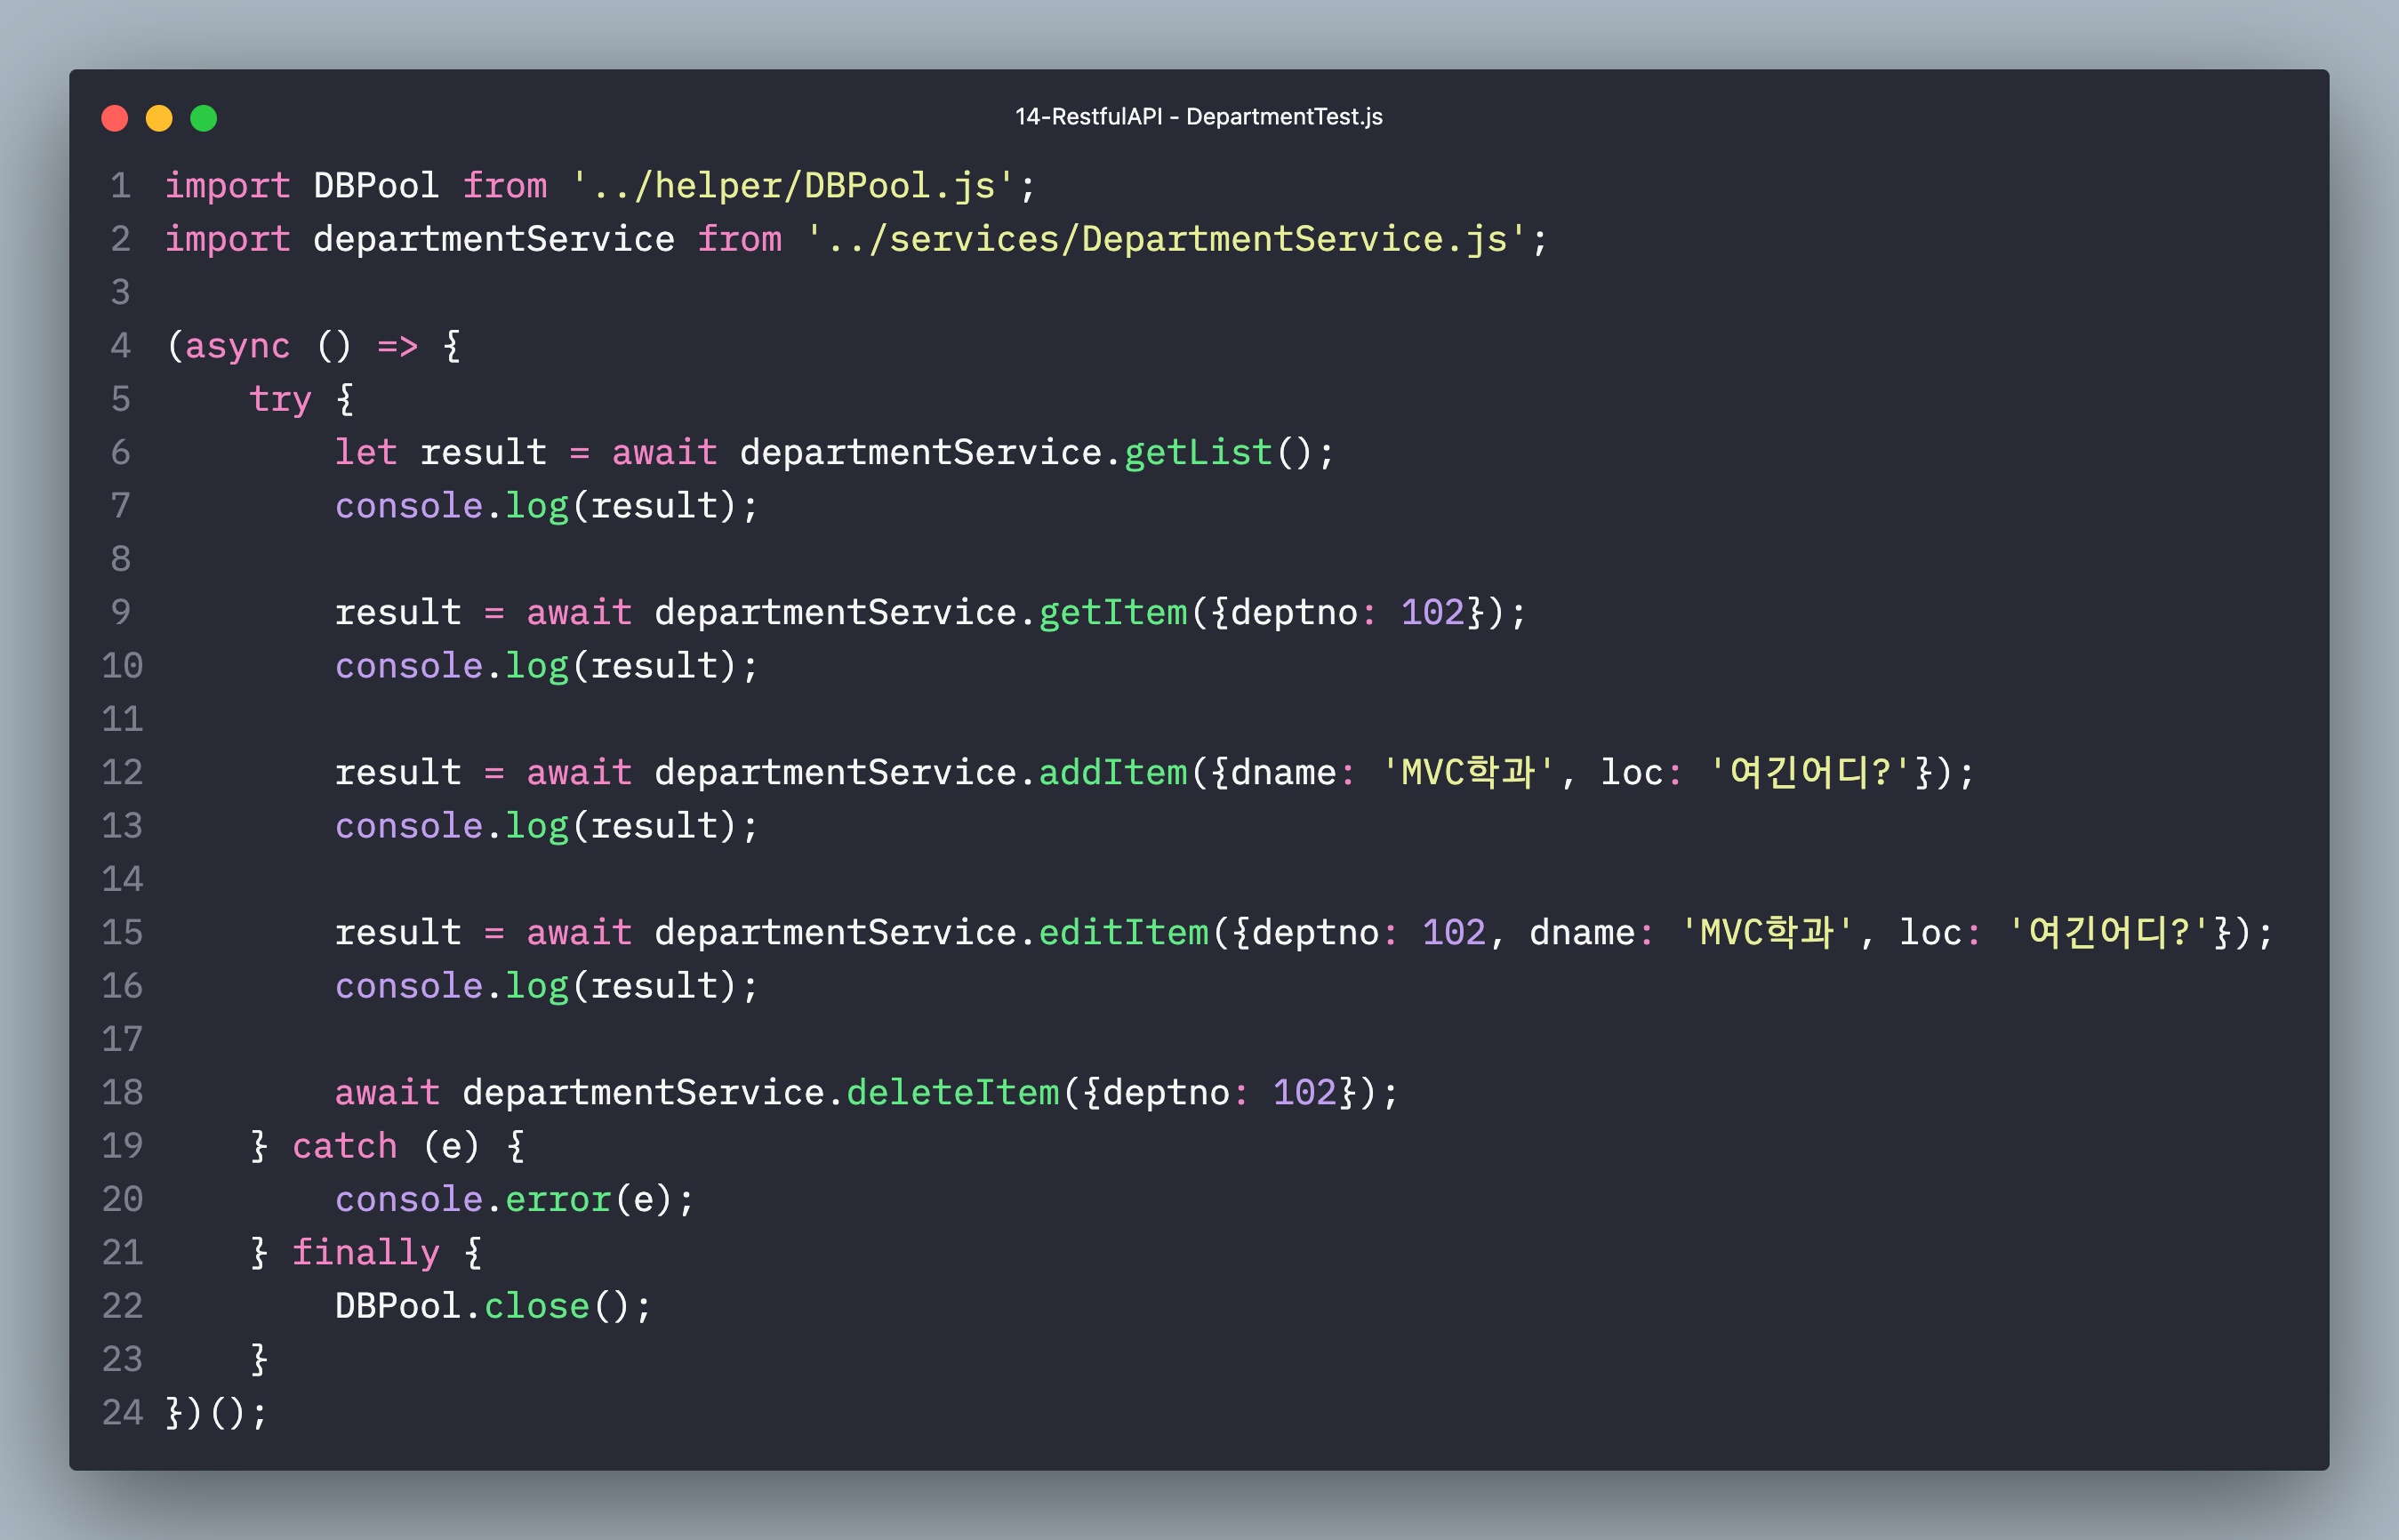 14-RestfulAPI - DepartmentTest.js
1 import DBPool from '../helper/DBPool.js';
2 import departmentService from '../services/DepartmentService.js';
3
4 (async () => {
5     try {
6         let result = await departmentService.getList();
7         console.log(result);
8
9         result = await departmentService.getItem({deptno: 102});
10         console.log(result);
11
12         result = await departmentService.addItem({dname: 'MVC학과', loc: '여긴어디?'});
13         console.log(result);
14
15         result = await departmentService.editItem({deptno: 102, dname: 'MVC학과', loc: '여긴어디?'});
16         console.log(result);
17
18         await departmentService.deleteItem({deptno: 102});
19     } catch (e) {
20         console.error(e);
21     } finally {
22         DBPool.close();
23     }
24 })();